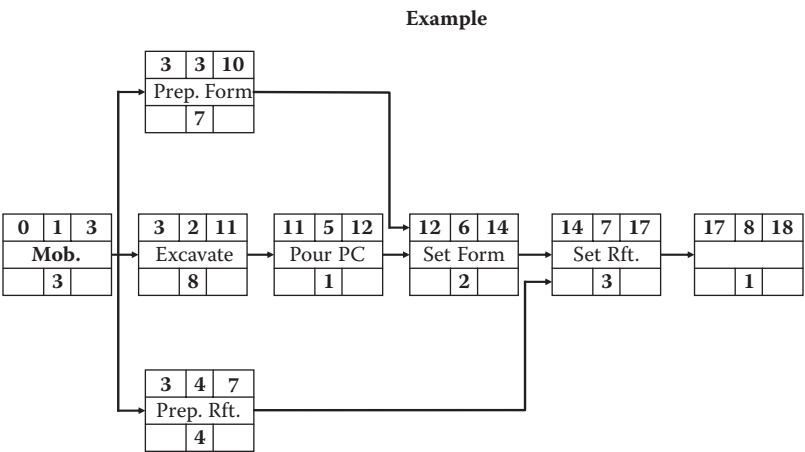 Example
3 3 10
Prep. Form
7
0 1 3
Mob.
3
3 2 11
Excavate
8
11 5 12
Pour PC
1
12 6 14
Set Form
2
14 7 17
Set Rft.
3
17 8 18
1
3 4 7
Prep. Rft.
4